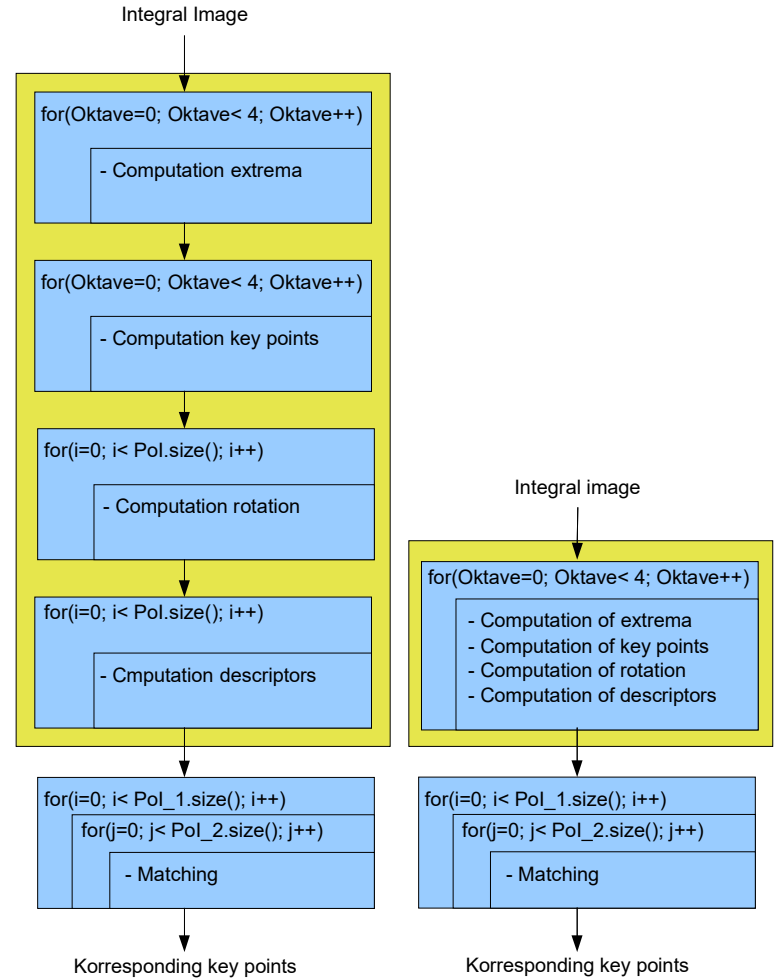 Integral Image
for(Oktave=0; Oktave< 4; Oktave++)
- Computation extrema
for(Oktave=0; Oktave< 4; Oktave++)
- Computation key points
for(i=0; i< PoI.size(); i++)
- Computation rotation
for(i=0; i< PoI.size(); i++)
- Cmputation descriptors
for(i=0; i< PoI_1.size(); i++)
for(j=0; j< PoI_2.size(); j++)
- Matching
Korresponding key points
Integral image
for(Oktave=0; Oktave< 4; Oktave++)
- Computation of extrema
- Computation of key points
- Computation of rotation
- Computation of descriptors
for(i=0; i< PoI_1.size(); i++)
for(j=0; j< PoI_2.size(); j++)
- Matching
Korresponding key points